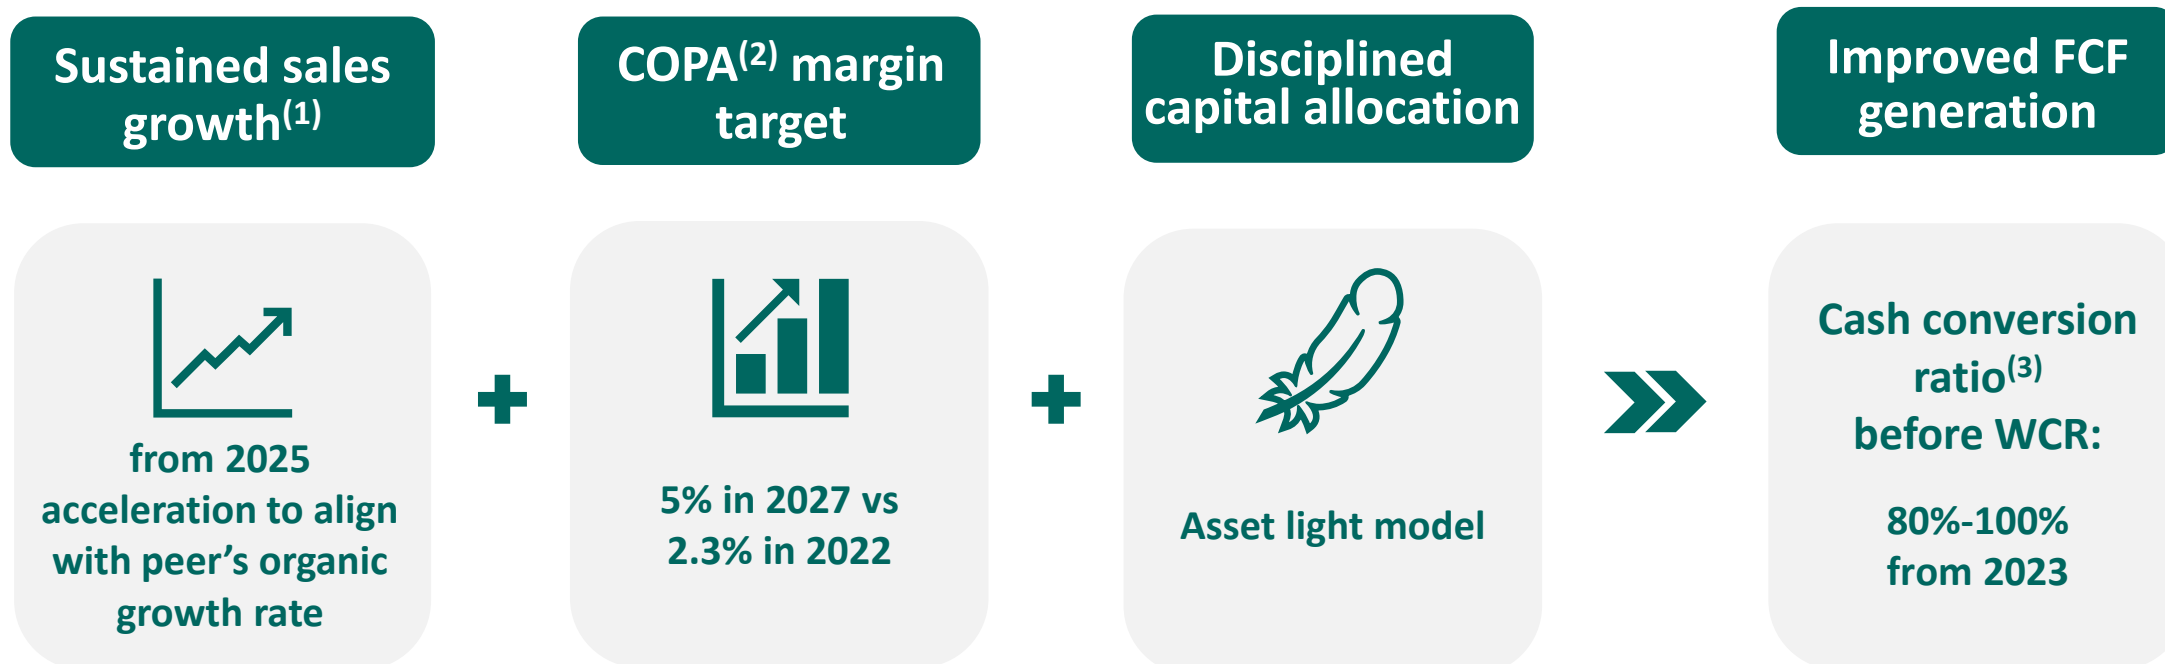 Sustained sales
growth(1)
from 2025
acceleration to align
with peer's organic
growth rate
COPA(2) margin
target
5% in 2027 vs
2.3% in 2022
Disciplined
capital allocation
Asset light model
Improved FCF
generation
Cash conversion
ratio(3)
before WCR:
80%-100%
from 2023